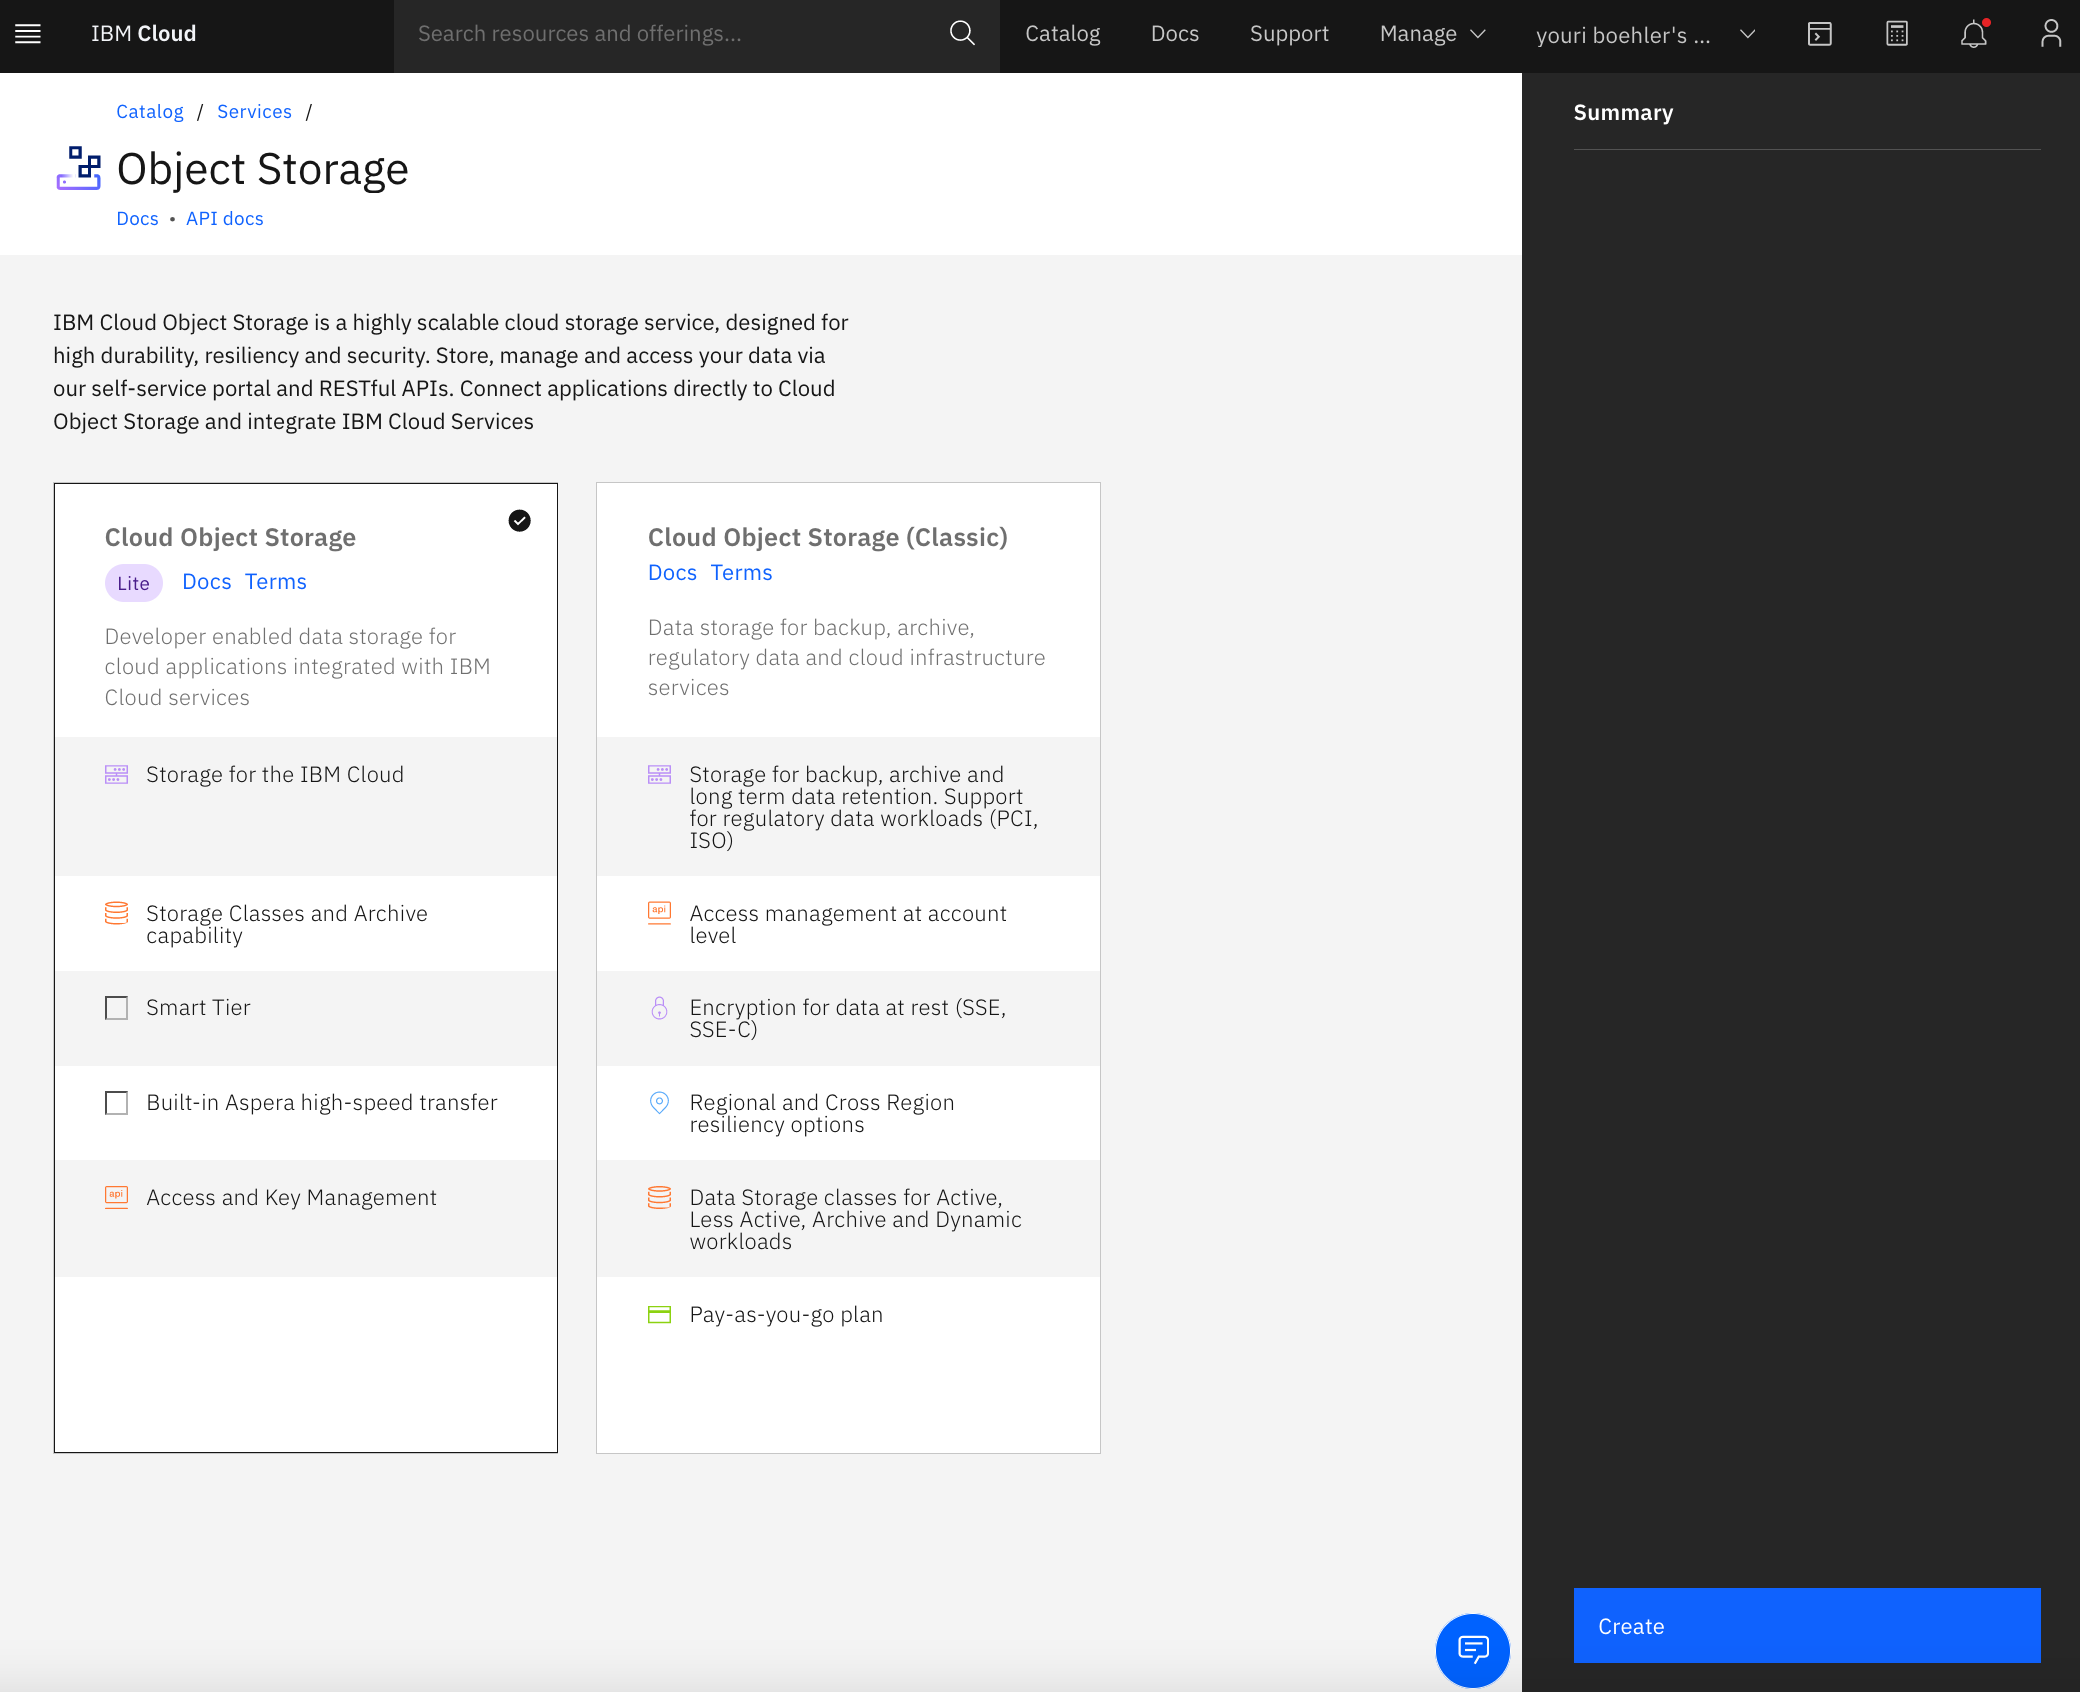 IBM Cloud
Search resources and offerings...
Catalog
Docs
Support
Manage
youri boehler's ...
Catalog / Services /
Object Storage
Docs • API docs
IBM Cloud Object Storage is a highly scalable cloud storage service, designed for
high durability, resiliency and security. Store, manage and access your data via
our self-service portal and RESTful APIs. Connect applications directly to Cloud
Object Storage and integrate IBM Cloud Services
Cloud Object Storage
Lite Docs Terms
Developer enabled data storage for
cloud applications integrated with IBM
Cloud services
Storage for the IBM Cloud
Storage Classes and Archive
capability
Smart Tier
Built-in Aspera high-speed transfer
api
Access and Key Management
Cloud Object Storage (Classic)
Docs Terms
Data storage for backup, archive,
regulatory data and cloud infrastructure
services
Storage for backup, archive and
long term data retention. Support
for regulatory data workloads (PCI,
ISO)
api
Access management at account
level
Encryption for data at rest (SSE,
SSE-C)
Regional and Cross Region
resiliency options
Data Storage classes for Active,
Less Active, Archive and Dynamic
workloads
Pay-as-you-go plan
Summary
Create